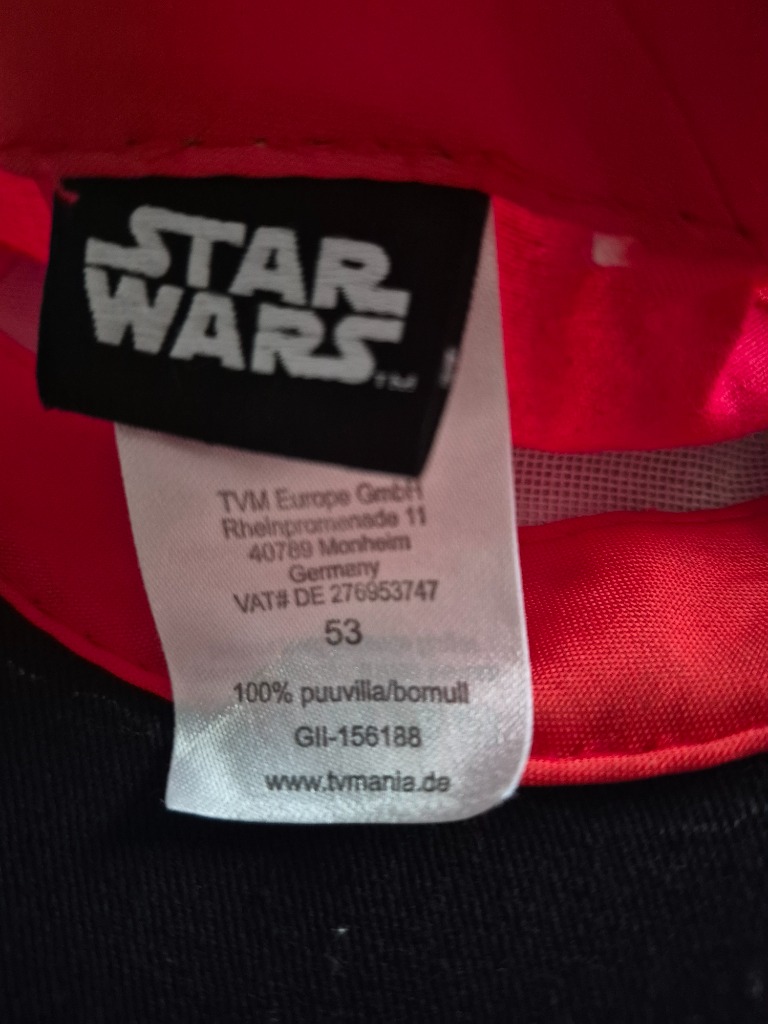 STAR
WARS
TM
TVM Europe GmbH
Rheinpromenade 11
40789 Monheim
Germany
VAT# DE 276953747
53
100% puuvilla/bomull
GII-156188
www.tvmania.de